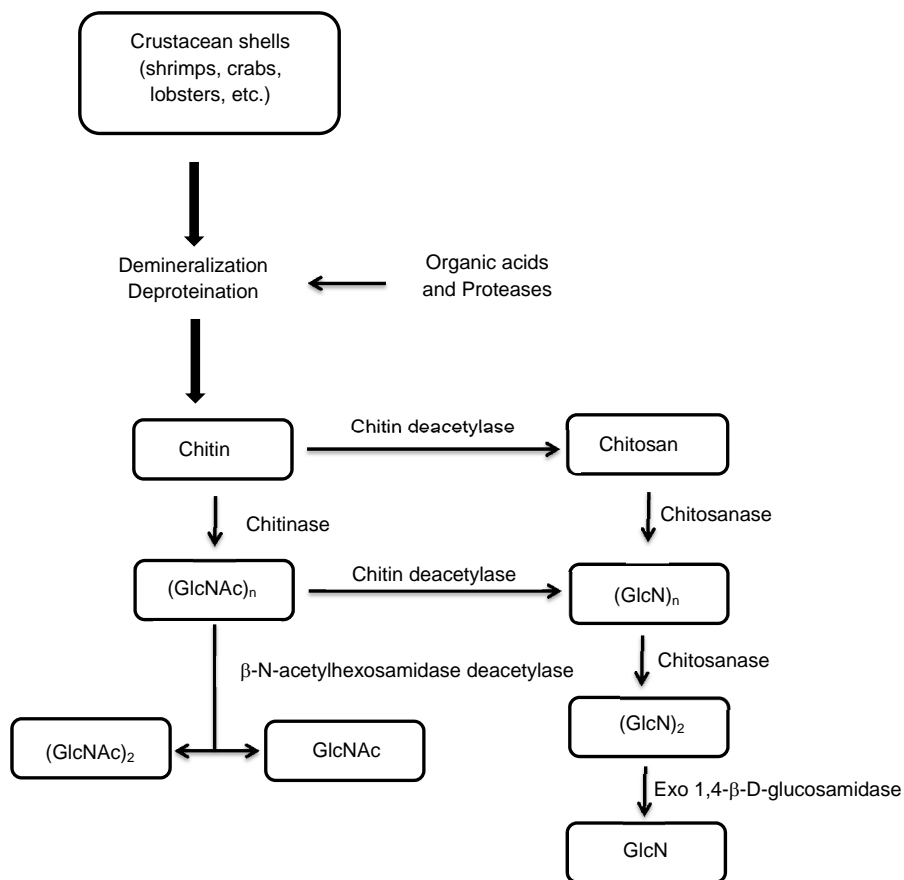 Crustacean shells
(shrimps, crabs,
lobsters, etc.)
Demineralization
Deproteination
Organic acids
and Proteases
Chitin
Chitin deacetylase
Chitosan
Chitinase
Chitosanase
(GlcNAc)n
Chitin deacetylase
(GlcN)n
β-N-acetylhexosamidase deacetylase
Chitosanase
(GlcNAc)2
GlcNAc
(GlcN)2
Exo 1,4-β-D-glucosamidase
GlcN